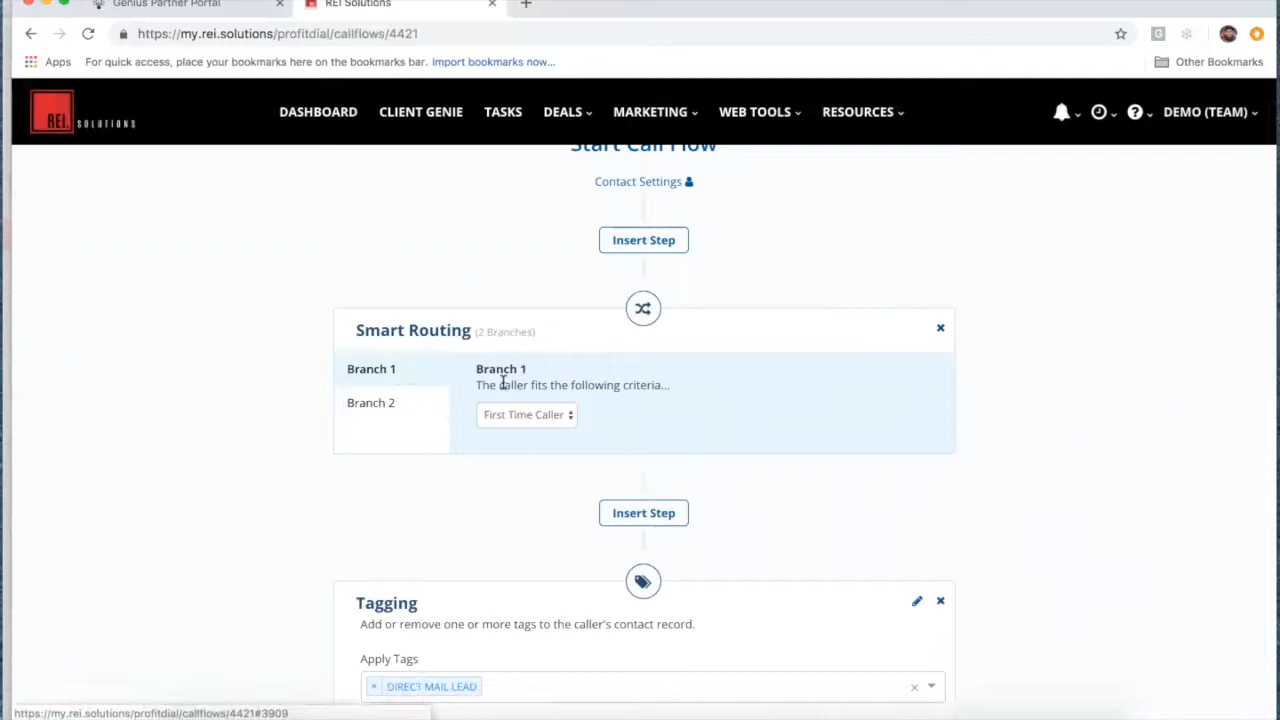 Genius Partner Portal
REI Solutions
https://my.rei.solutions/profitdial/callflows/4421
Apps
For quick access, place your bookmarks here on the bookmarks bar. Import bookmarks now...
Other Bookmarks
REI SOLUTIONS
DASHBOARD
CLIENT GENIE
TASKS
DEALS
MARKETING
WEB TOOLS
RESOURCES
DEMO (TEAM)
Start Call Flow
Contact Settings
Insert Step
Smart Routing (2 Branches)
Branch 1
Branch 2
Branch 1
The caller fits the following criteria...
First Time Caller
Insert Step
Tagging
Add or remove one or more tags to the caller's contact record.
Apply Tags
× DIRECT MAIL LEAD
https://my.rei.solutions/profitdial/callflows/4421#3909